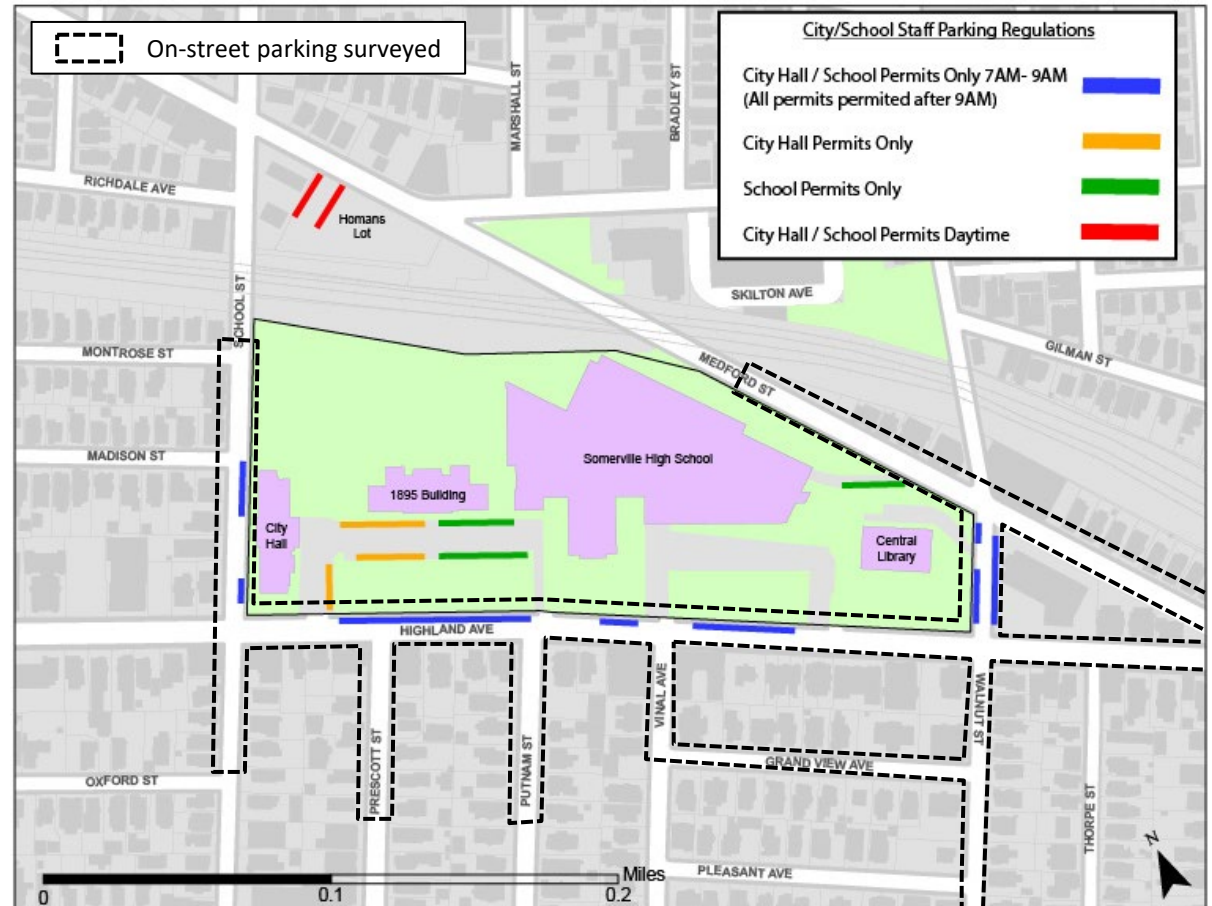 On-street parking surveyed
City/School Staff Parking Regulations
City Hall / School Permits Only 7AM- 9AM
(All permits permited after 9AM)
City Hall Permits Only
School Permits Only
City Hall / School Permits Daytime
MARSHALL ST
BRADLEY ST
RICHDALE AVE
Homans
Lot
SCHOOL ST
SKILTON AVE
MONTROSE ST
MEDFORD ST
GILMAN ST
MADISON ST
Somerville High School
1895 Building
City
Hall
Central
Library
HIGHLAND AVE
VINAL AVE
WALNUT ST
PRESCOTT ST
PUTNAM ST
GRAND VIEW AVE
OXFORD ST
THORPE ST
PLEASANT AVE
N
Miles
0
0.1
0.2